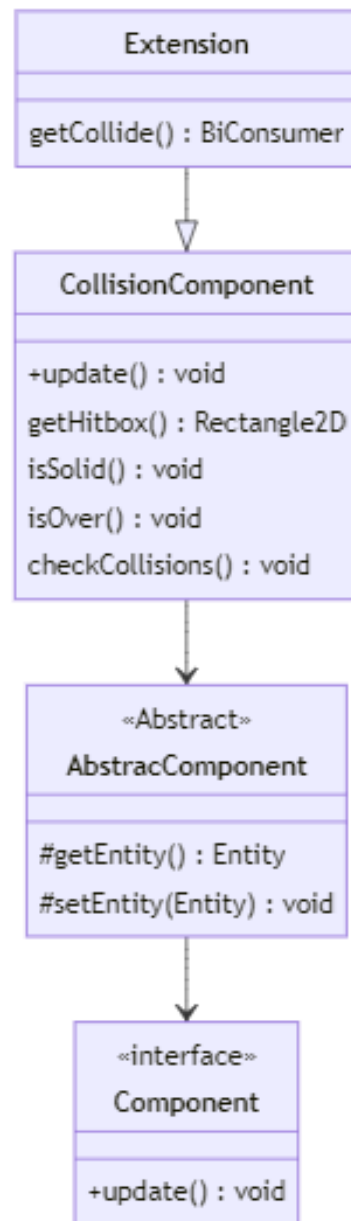 Extension
getCollide() : BiConsumer
CollisionComponent
+update() : void
getHitbox() : Rectangle2D
isSolid() : void
isOver() : void
checkCollisions() : void
«Abstract»
AbstracComponent
#getEntity() : Entity
#setEntity(Entity) : void
«interface»
Component
+update() : void